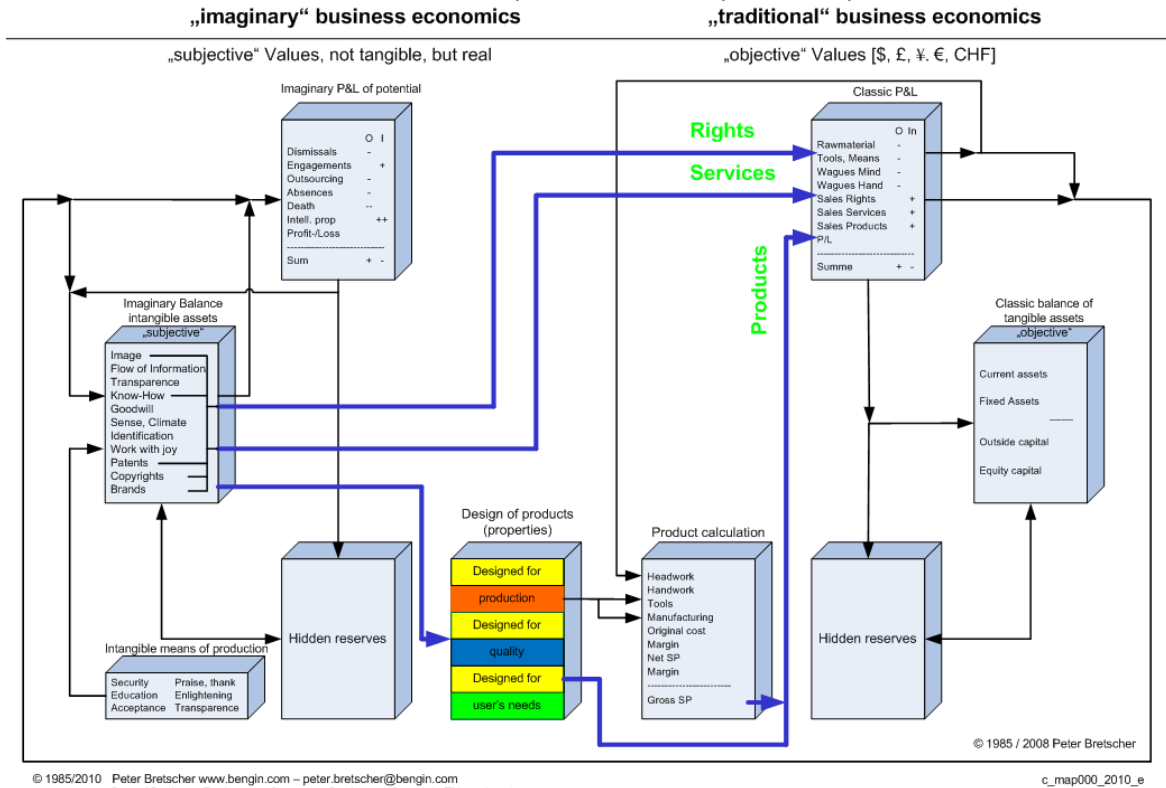 „imaginary“ business economics
„traditional“ business economics
„subjective“ Values, not tangible, but real
„objective“ Values [$, £, ¥. €, CHF]
Imaginary P&L of potential
O I
Dismissals -
Engagements +
Outsourcing -
Absences -
Death --
Intell. prop ++
Profit-/Loss
------------------------------
Sum + -
Rights
Services
Products
Classic P&L
O In
Rawmaterial -
Tools, Means -
Wagues Mind -
Wagues Hand -
Sales Rights +
Sales Services +
Sales Products +
P/L
------------------------------
Summe + -
Imaginary Balance
intangible assets
„subjective“
Image
Flow of Information
Transparence
Know-How
Goodwill
Sense, Climate
Identification
Work with joy
Patents
Copyrights
Brands
Classic balance of
tangible assets
„objective“
Current assets
Fixed Assets
Outside capital
Equity capital
Hidden reserves
Design of products
(properties)
Designed for
production
Designed for
quality
Designed for
user's needs
Product calculation
Headwork
Handwork
Tools
Manufacturing
Original cost
Margin
Net SP
Margin
--------------------------
Gross SP
Hidden reserves
Intangible means of production
Security Praise, thank
Education Enlightening
Acceptance Transparence
© 1985 / 2008 Peter Bretscher
© 1985/2010 Peter Bretscher www.bengin.com – peter.bretscher@bengin.com
c_map000_2010_e